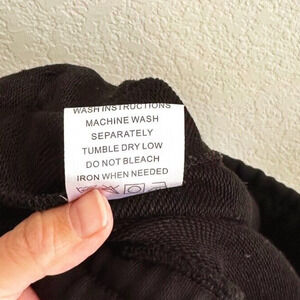 WASH INSTRUCTIONS
MACHINE WASH
SEPARATELY
TUMBLE DRY LOW
DO NOT BLEACH
IRON WHEN NEEDED